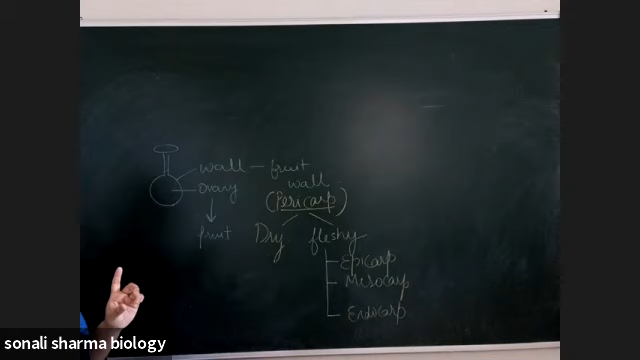 wall — fruit
wall
ovary
(Pericarp)
fruit
Dry
fleshy
Epicarp
Mesocarp
Endocarp
sonali sharma biology